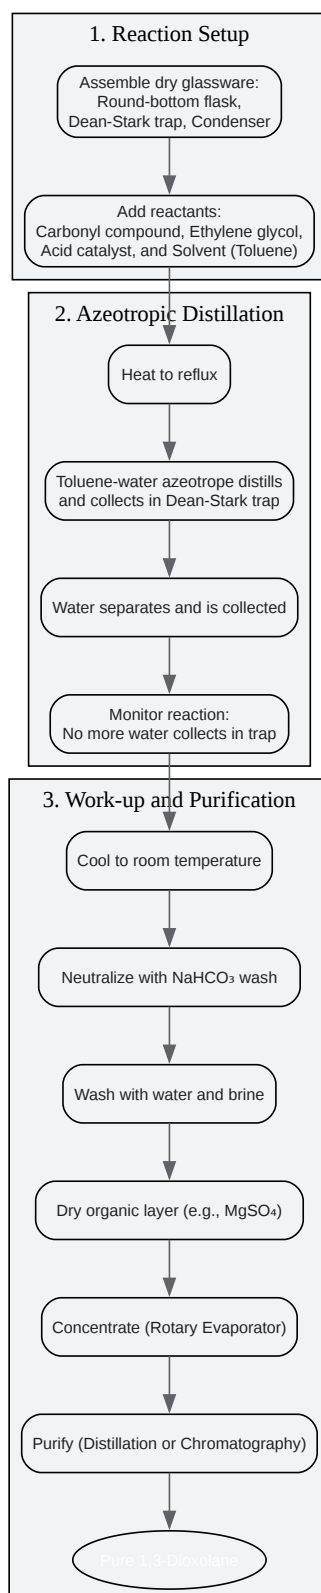 1. Reaction Setup
Assemble dry glassware:
Round-bottom flask,
Dean-Stark trap, Condenser
Add reactants:
Carbonyl compound, Ethylene glycol,
Acid catalyst, and Solvent (Toluene)
2. Azeotropic Distillation
Heat to reflux
Toluene-water azeotrope distills
and collects in Dean-Stark trap
Water separates and is collected
Monitor reaction:
No more water collects in trap
3. Work-up and Purification
Cool to room temperature
Neutralize with NaHCO₃ wash
Wash with water and brine
Dry organic layer (e.g., MgSO₄)
Concentrate (Rotary Evaporator)
Purify (Distillation or Chromatography)
Pure 1,3-Dioxolane